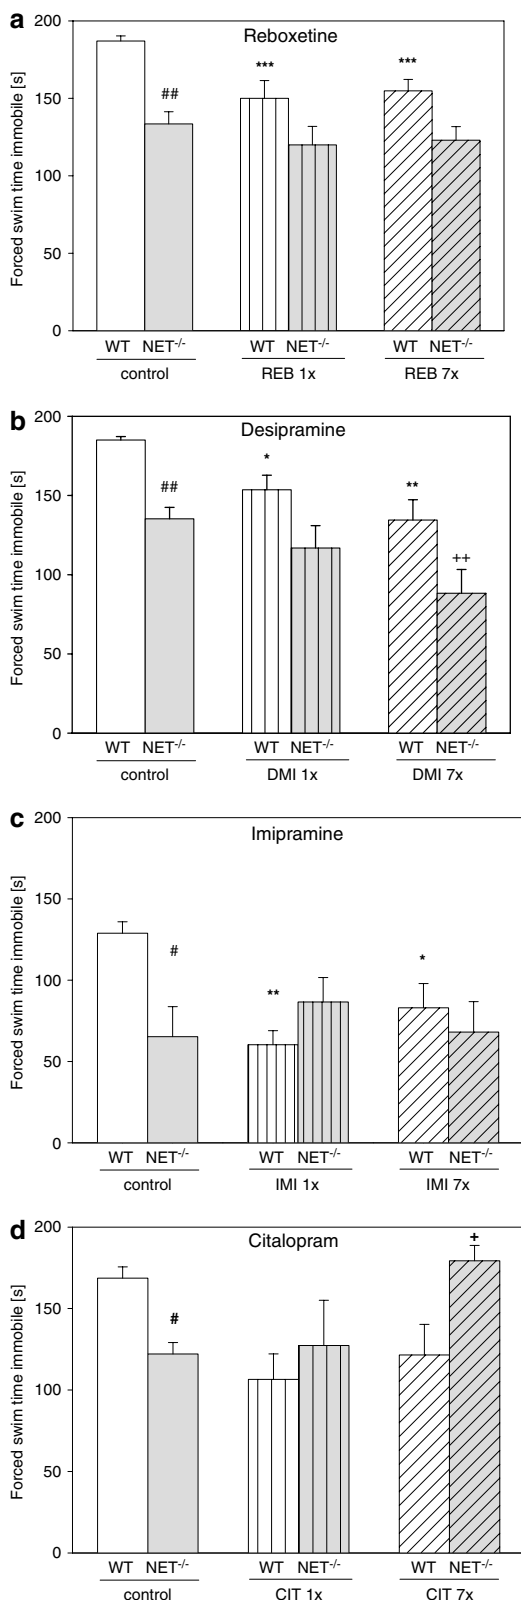 a
Reboxetine
Forced swim time immobile [s]
200
150
100
50
0
##
***
***
WT NET-/- WT NET-/- WT NET-/-
control REB 1x REB 7x
b
Desipramine
Forced swim time immobile [s]
200
150
100
50
0
##
*
**
++
WT NET-/- WT NET-/- WT NET-/-
control DMI 1x DMI 7x
c
Imipramine
Forced swim time immobile [s]
200
150
100
50
0
#
**
*
WT NET-/- WT NET-/- WT NET-/-
control IMI 1x IMI 7x
d
Citalopram
Forced swim time immobile [s]
200
150
100
50
0
#
+
WT NET-/- WT NET-/- WT NET-/-
control CIT 1x CIT 7x